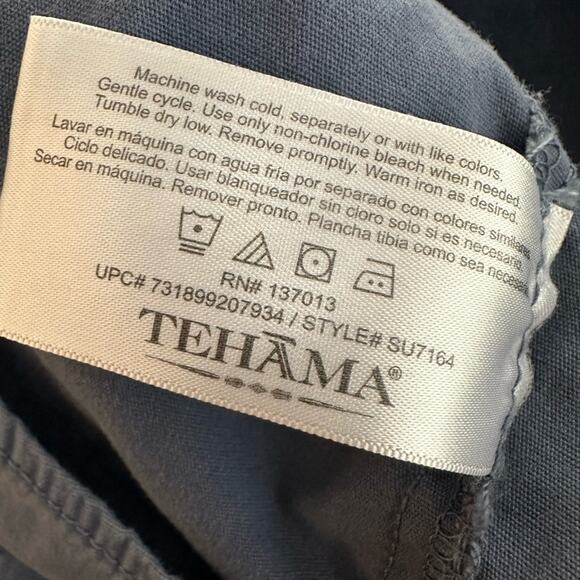 Machine wash cold, separately or with like colors.
Gentle cycle. Use only non-chlorine bleach when needed.
Tumble dry low. Remove promptly. Warm iron as desired.
Lavar en máquina con agua fría por separado con colores similares.
Ciclo delicado. Usar blanqueador sin cloro solo si es necesario.
Secar en máquina. Remover pronto. Plancha tibia como sea necesario.
RN# 137013
UPC# 731899207934 / STYLE# SU7164
TEHĀMA®